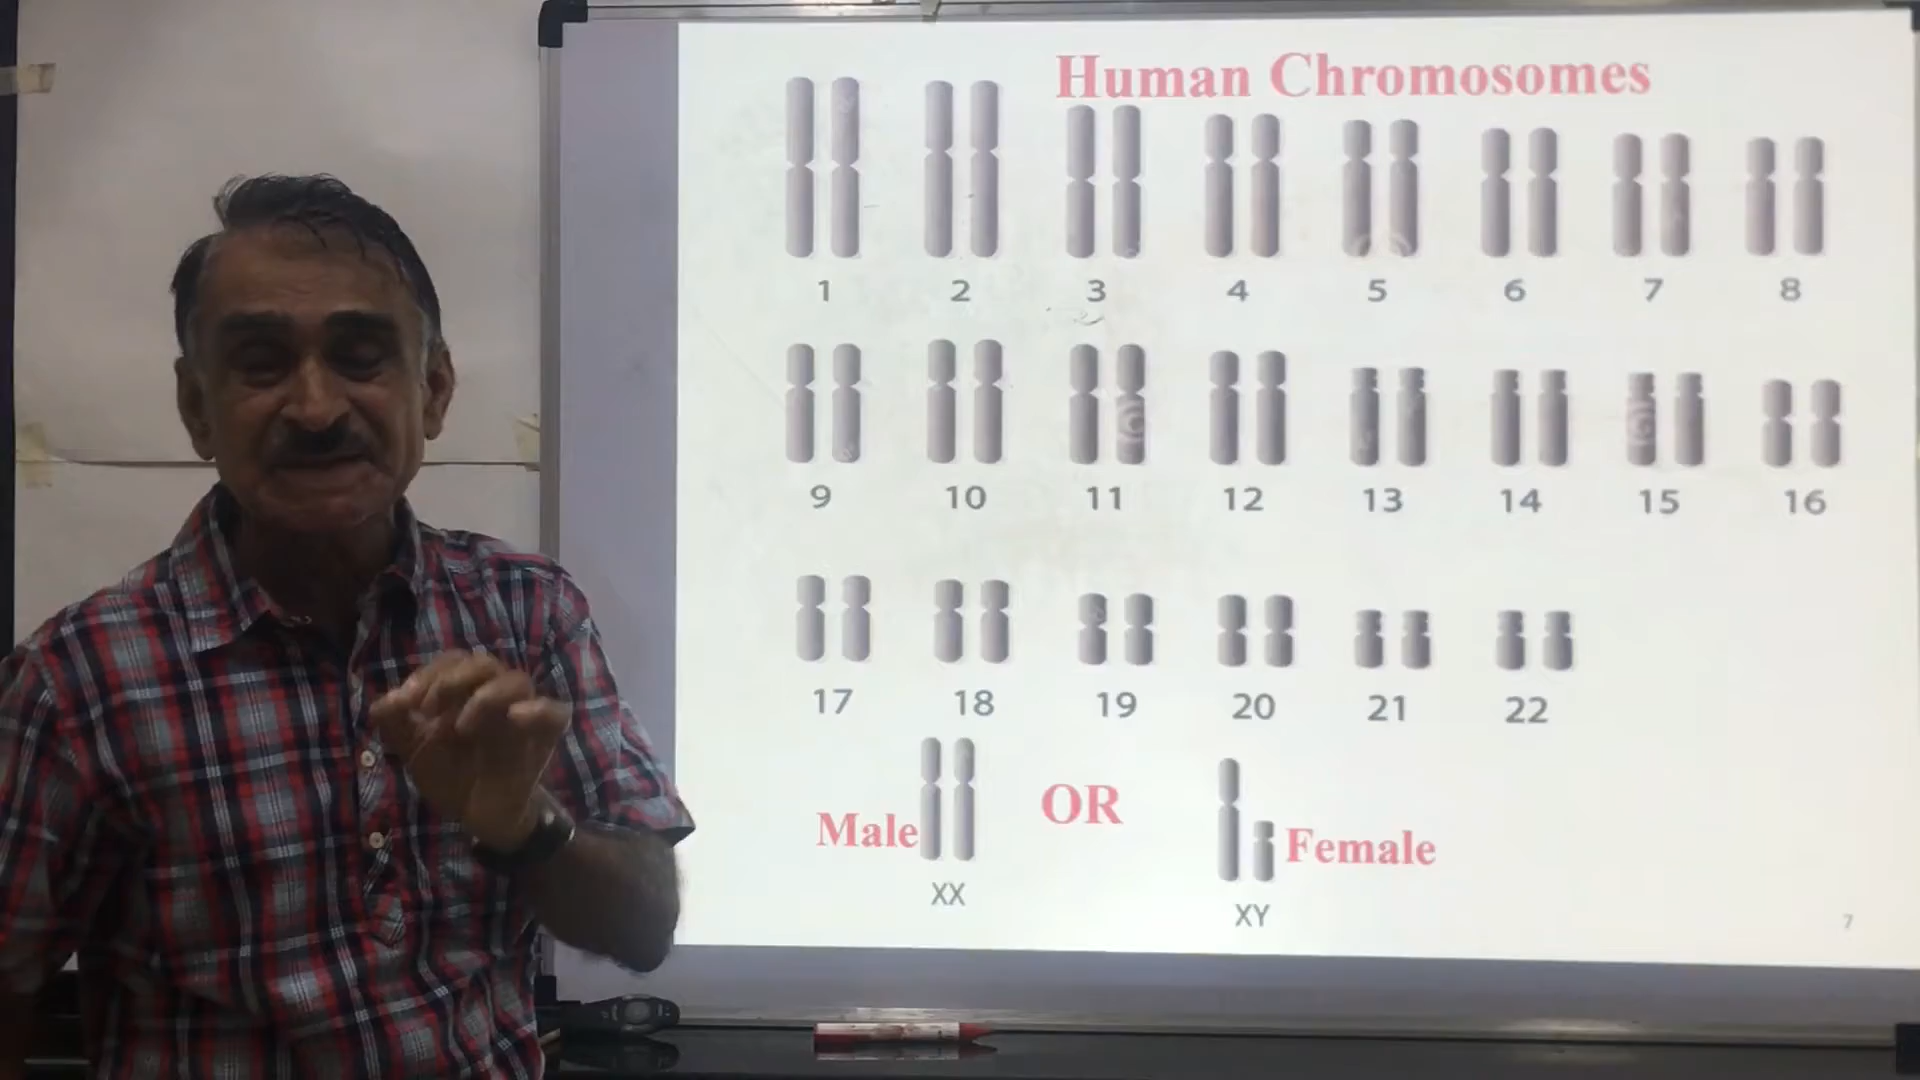 Human Chromosomes
1 2 3 4 5 6 7 8
9 10 11 12 13 14 15 16
17 18 19 20 21 22
Male OR Female
XX XY
7